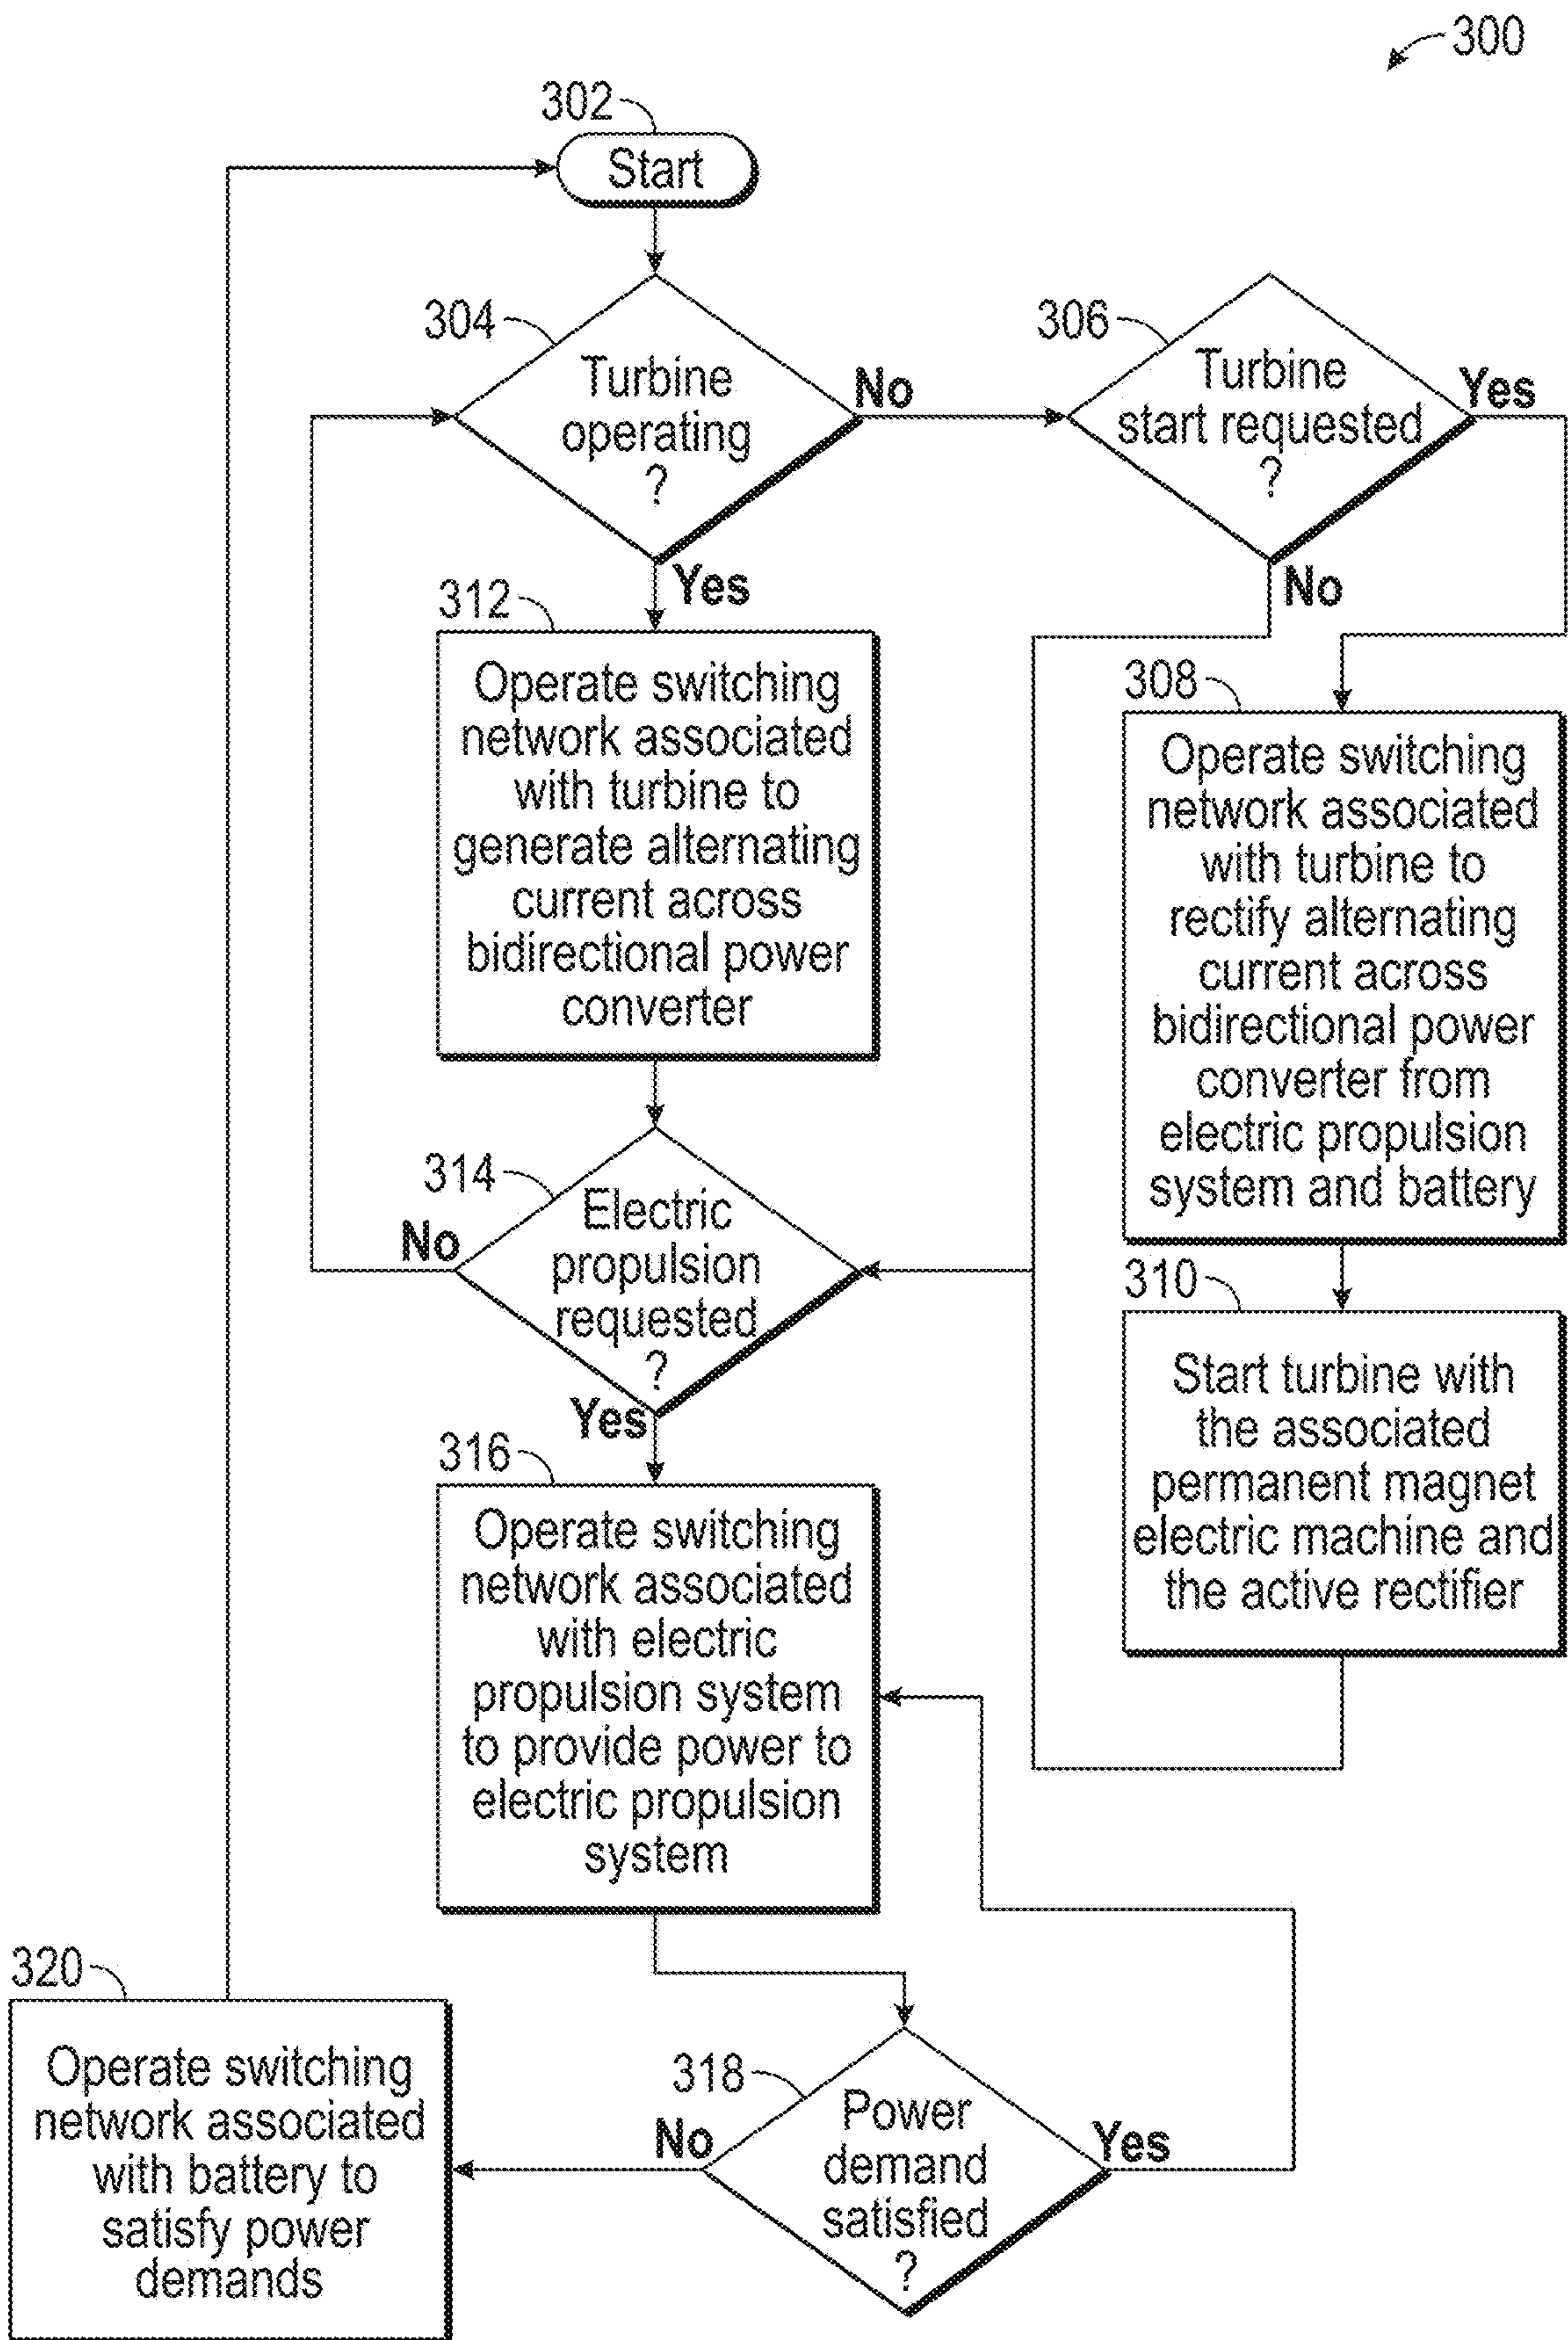 300
302
Start
304
Turbine
operating
?
No
Yes
306
Turbine
start requested
?
Yes
No
312
Operate switching
network associated
with turbine to
generate alternating
current across
bidirectional power
converter
308
Operate switching
network associated
with turbine to
rectify alternating
current across
bidirectional power
converter from
electric propulsion
system and battery
314
Electric
propulsion
requested
?
No
Yes
310
Start turbine with
the associated
permanent magnet
electric machine and
the active rectifier
316
Operate switching
network associated
with electric
propulsion system
to provide power to
electric propulsion
system
318
Power
demand
satisfied
?
No
Yes
320
Operate switching
network associated
with battery to
satisfy power
demands